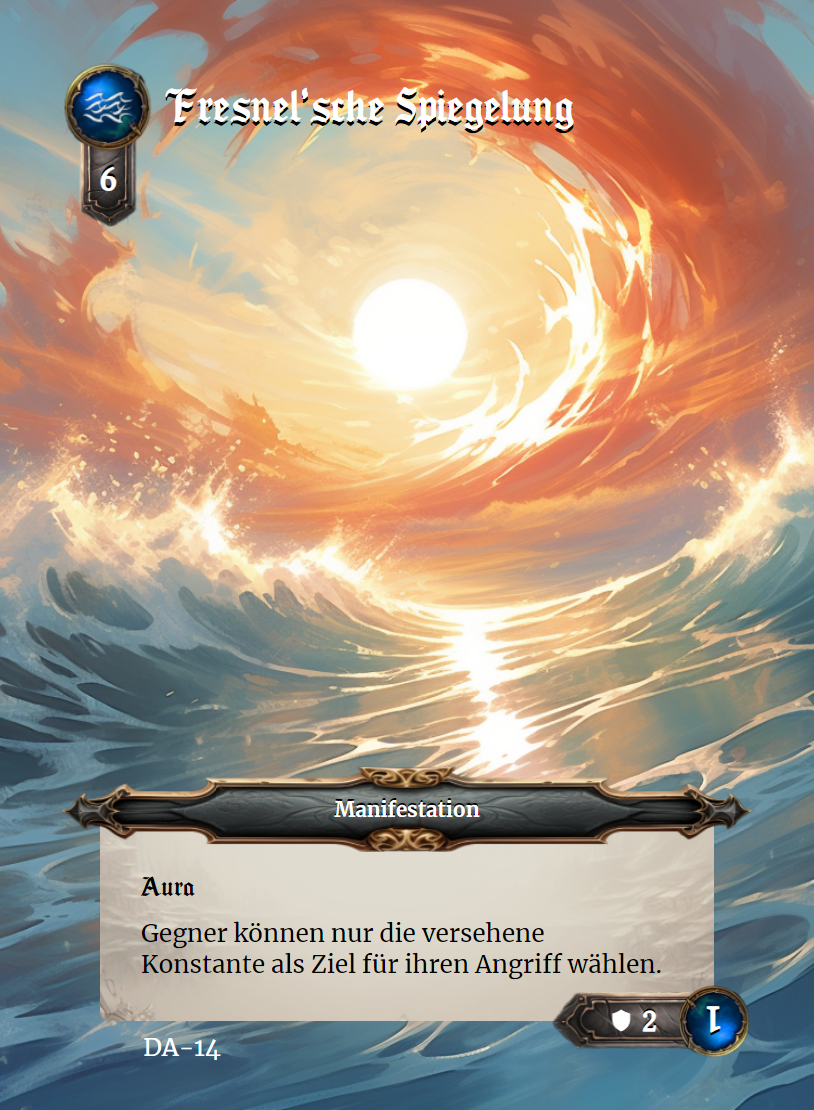 Fresnel'sche Spiegelung
6
Manifestation
Aura
Gegner können nur die versehene
Konstante als Ziel für ihren Angriff wählen.
2
1
DA-14